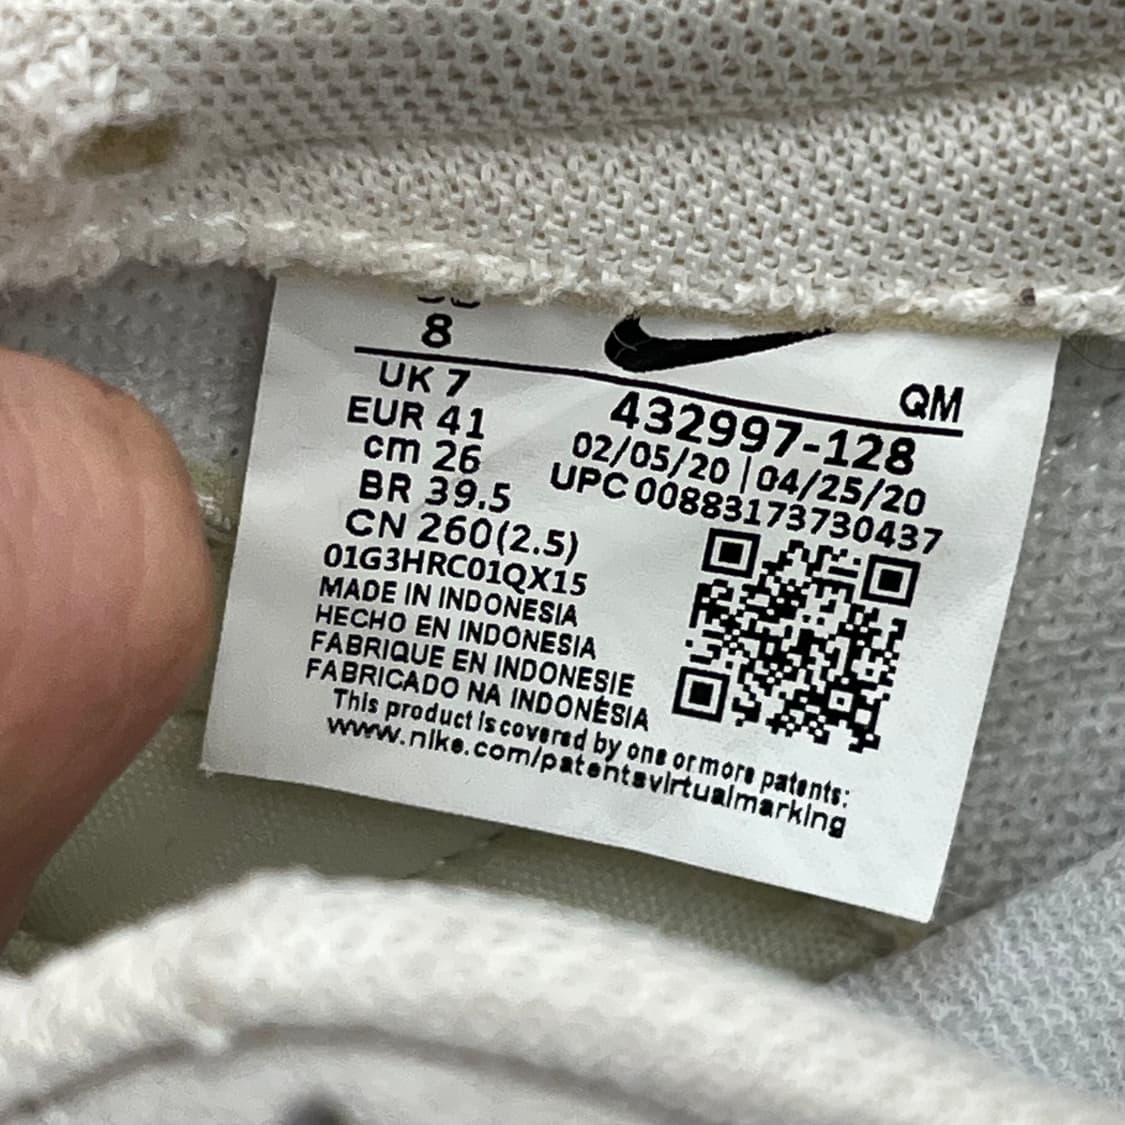 8
QM
UK 7
EUR 41
cm 26
BR 39.5
CN 260(2.5)
01G3HRC01QX15
MADE IN INDONESIA
HECHO EN INDONESIA
FABRIQUE EN INDONESIE
FABRICADO NA INDONÉSIA
432997-128
02/05/20 | 04/25/20
UPC 00883173730437
This product is covered by one or more patents:
www.nike.com/patentsvirtualmarking